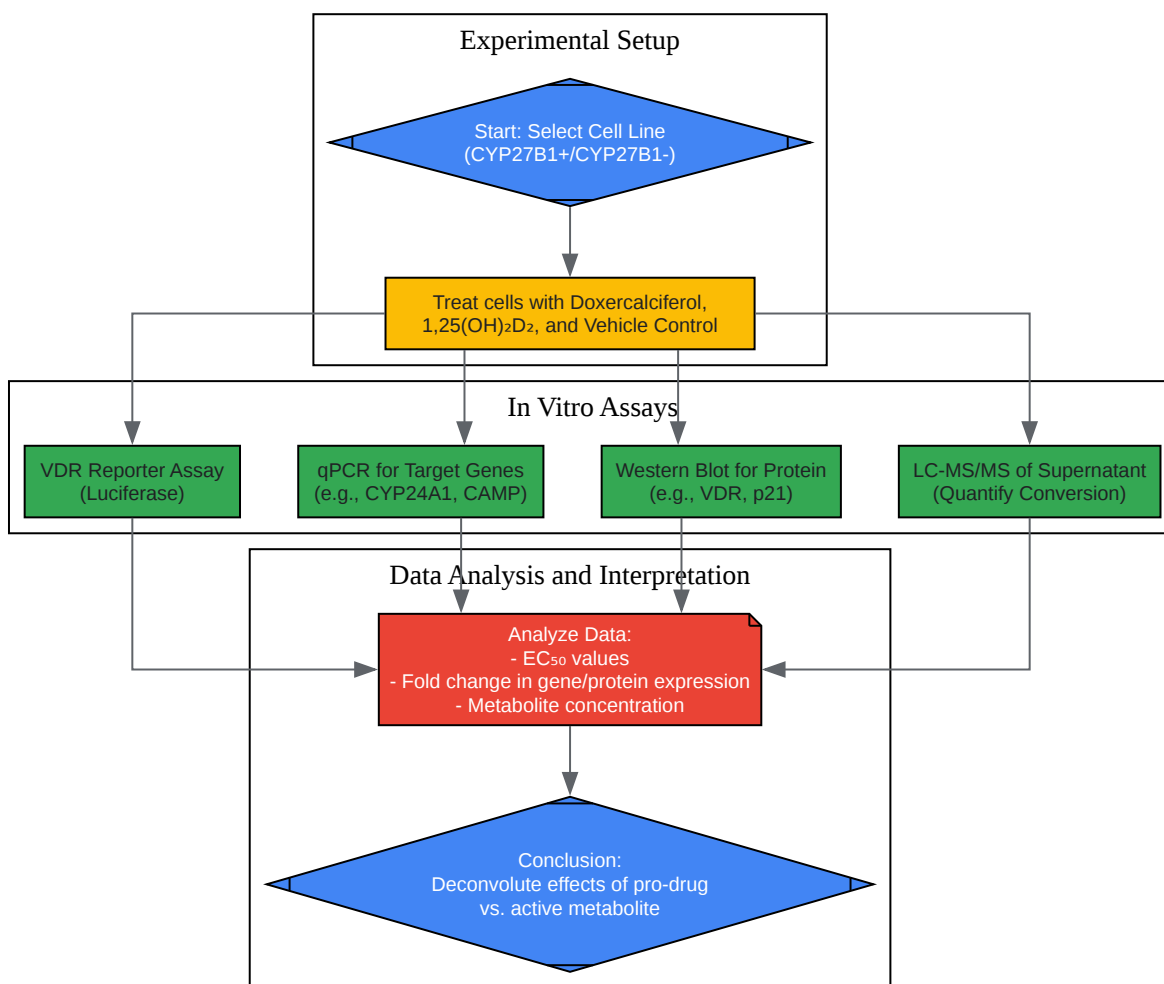 Experimental Setup
Start: Select Cell Line
(CYP27B1+/CYP27B1-)
Treat cells with Doxercalciferol,
1,25(OH)₂D₂, and Vehicle Control
In Vitro Assays
VDR Reporter Assay
(Luciferase)
qPCR for Target Genes
(e.g., CYP24A1, CAMP)
Western Blot for Protein
(e.g., VDR, p21)
LC-MS/MS of Supernatant
(Quantify Conversion)
Data Analysis and Interpretation
Analyze Data:
- EC₅₀ values
- Fold change in gene/protein expression
- Metabolite concentration
Conclusion:
Deconvolute effects of pro-drug
vs. active metabolite